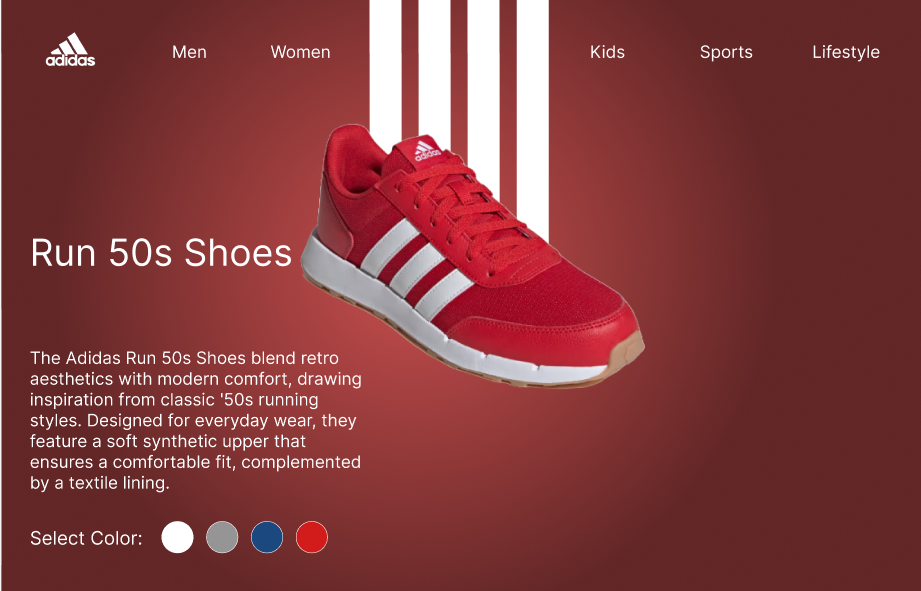 adidas
Men
Women
Kids
Sports
Lifestyle
adidas
Run 50s Shoes
The Adidas Run 50s Shoes blend retro
aesthetics with modern comfort, drawing
inspiration from classic '50s running
styles. Designed for everyday wear, they
feature a soft synthetic upper that
ensures a comfortable fit, complemented
by a textile lining.
Select Color: